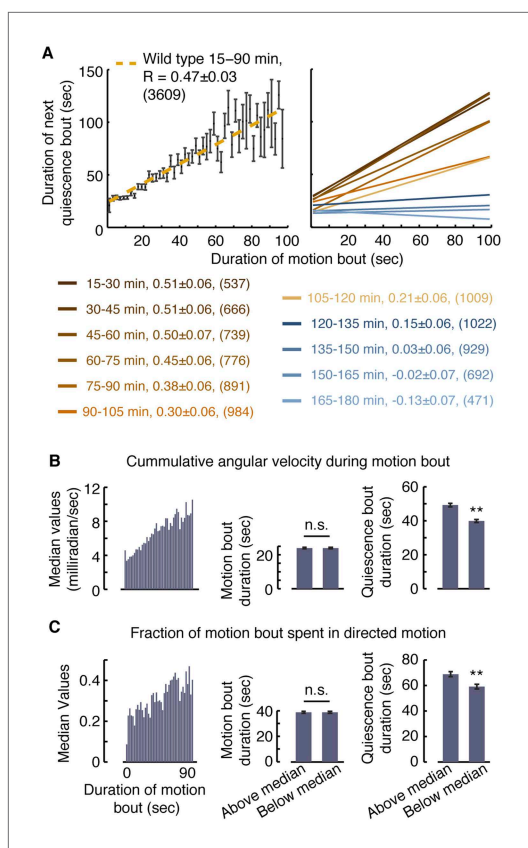 A
Wild type 15–90 min,
R = 0.47±0.03
(3609)
Duration of next
quiescence bout (sec)
150
100
50
0
20 40 60 80 100
20 40 60 80 100
Duration of motion bout (sec)
15-30 min, 0.51±0.06, (537)
30-45 min, 0.51±0.06, (666)
45-60 min, 0.50±0.07, (739)
60-75 min, 0.45±0.06, (776)
75-90 min, 0.38±0.06, (891)
90-105 min, 0.30±0.06, (984)
105-120 min, 0.21±0.06, (1009)
120-135 min, 0.15±0.06, (1022)
135-150 min, 0.03±0.06, (929)
150-165 min, -0.02±0.07, (692)
165-180 min, -0.13±0.07, (471)
B Cummulative angular velocity during motion bout
Median values
(milliradian/sec)
12
8
4
0
Motion bout
duration (sec)
20
0
n.s.
Quiescence bout
duration (sec)
60
40
20
0
**
C Fraction of motion bout spent in directed motion
Median Values
0.4
0.2
0
0 90
Duration of motion
bout (sec)
Motion bout
duration (sec)
40
20
0
n.s.
Above median
Below median
Quiescence bout
duration (sec)
80
60
40
20
0
**
Above median
Below median